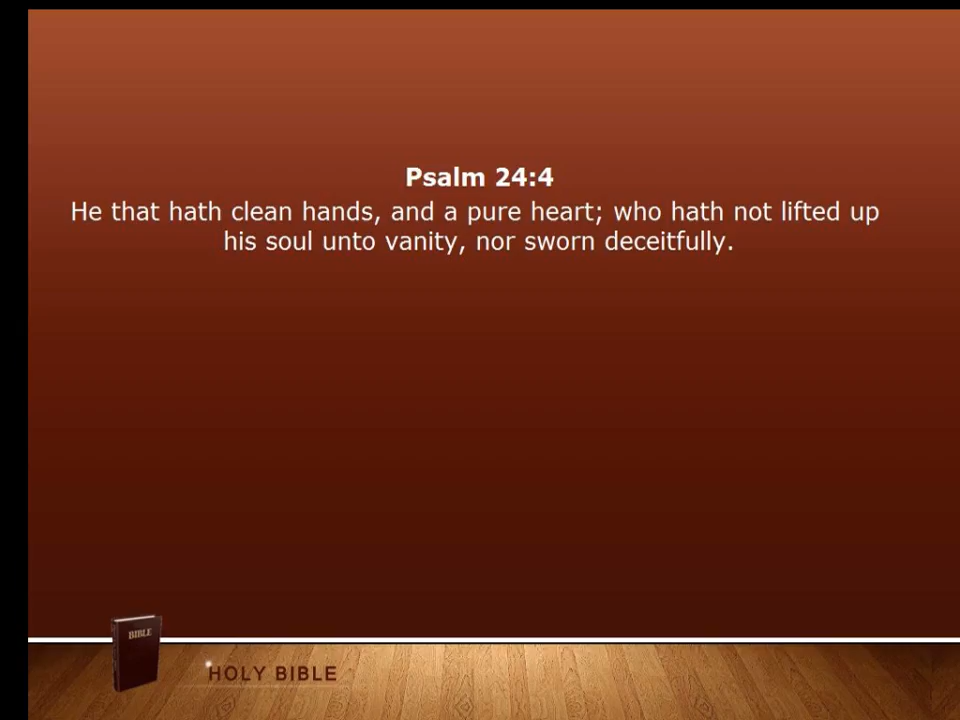 Psalm 24:4
He that hath clean hands, and a pure heart; who hath not lifted up
his soul unto vanity, nor sworn deceitfully.
BIBLE
HOLY BIBLE